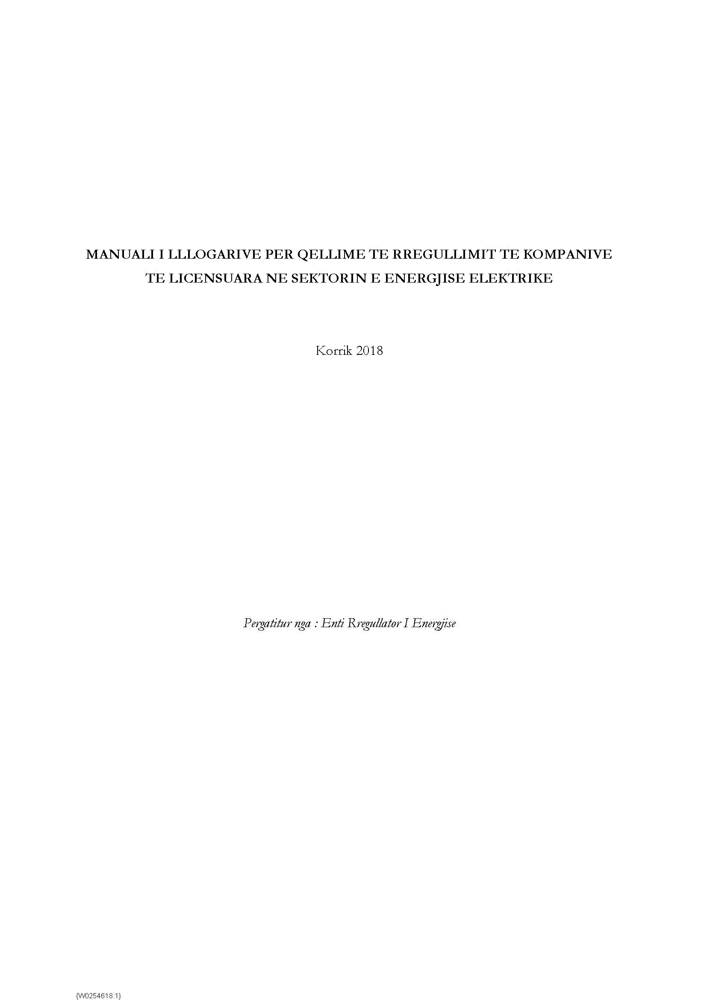 MANUALI I LLLOGARIVE PER QELLIME TE RREGULLIMIT TE KOMPANIVE
TE LICENSUARA NE SEKTORIN E ENERGJISE ELEKTRIKE
Korrik 2018
Pergatitur nga : Enti Rregullator I Energjise
{W0254618.1}